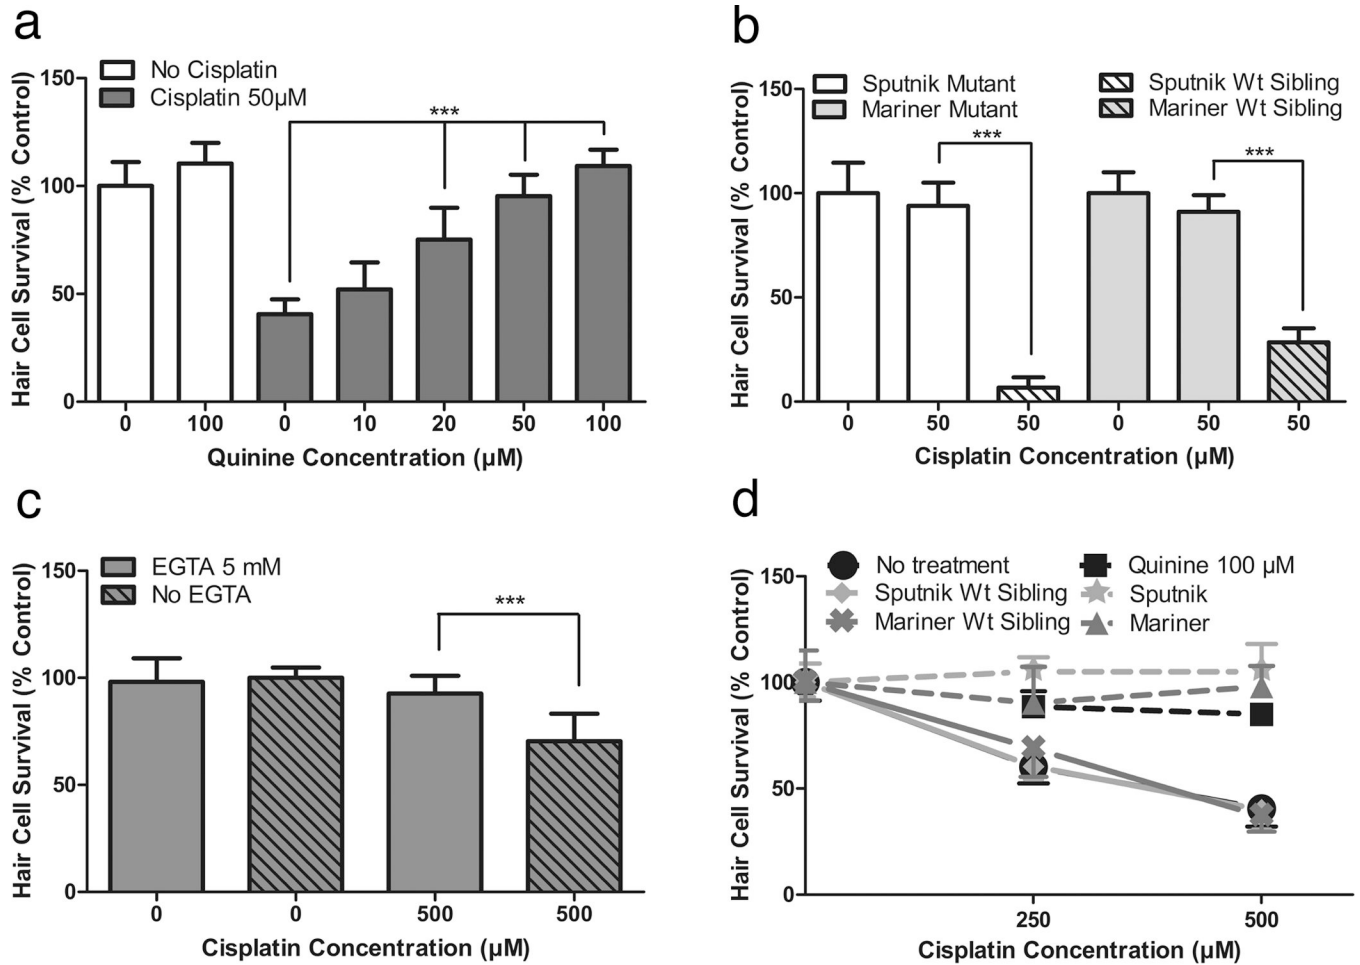 a
No Cisplatin
Cisplatin 50µM
***
Hair Cell Survival (% Control)
150
100
50
0
0 100 0 10 20 50 100
Quinine Concentration (µM)
b
Sputnik Mutant
Mariner Mutant
Sputnik Wt Sibling
Mariner Wt Sibling
***
***
Hair Cell Survival (% Control)
150
100
50
0
0 50 50 0 50 50
Cisplatin Concentration (µM)
c
EGTA 5 mM
No EGTA
***
Hair Cell Survival (% Control)
150
100
50
0
0 0 500 500
Cisplatin Concentration (µM)
d
No treatment
Sputnik Wt Sibling
Mariner Wt Sibling
Quinine 100 µM
Sputnik
Mariner
Hair Cell Survival (% Control)
150
100
50
0
250 500
Cisplatin Concentration (µM)